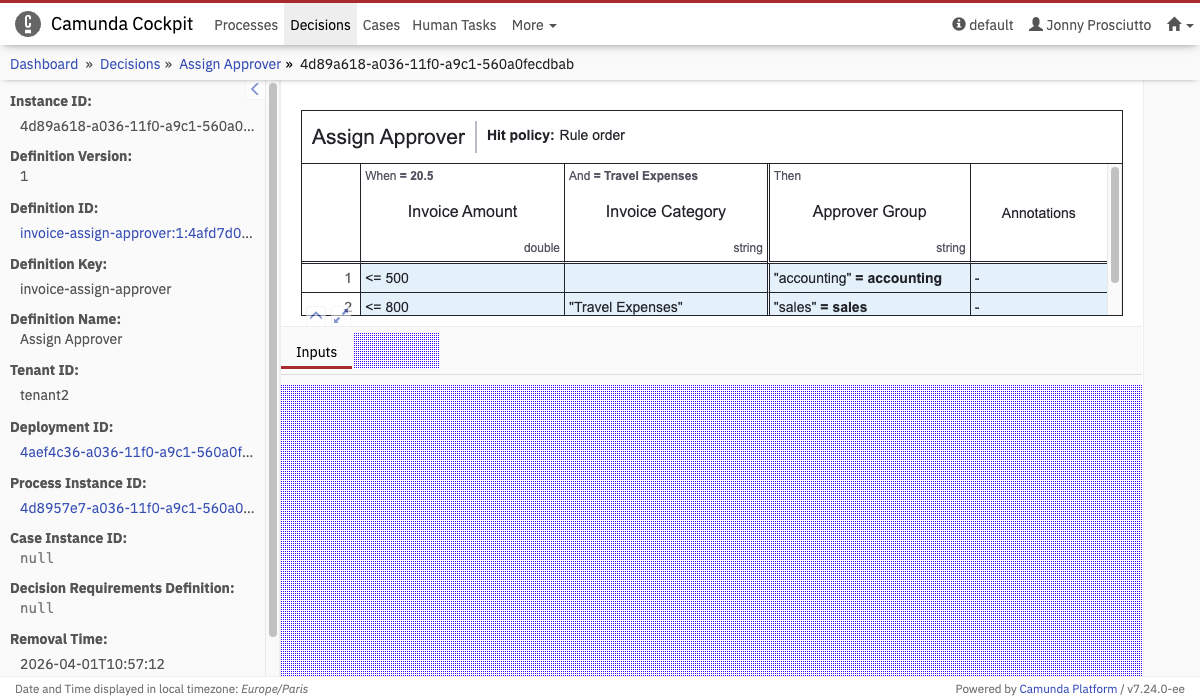 Camunda Cockpit Processes Decisions Cases Human Tasks More default Jonny Prosciutto
Dashboard » Decisions » Assign Approver » 4d89a618-a036-11f0-a9c1-560a0fecdbab
Instance ID:
4d89a618-a036-11f0-a9c1-560a0...
Definition Version:
1
Definition ID:
invoice-assign-approver:1:4afd7d0...
Definition Key:
invoice-assign-approver
Definition Name:
Assign Approver
Tenant ID:
tenant2
Deployment ID:
4aef4c36-a036-11f0-a9c1-560a0f...
Process Instance ID:
4d8957e7-a036-11f0-a9c1-560a0...
Case Instance ID:
null
Decision Requirements Definition:
null
Removal Time:
2026-04-01T10:57:12
Assign Approver Hit policy: Rule order
When = 20.5 And = Travel Expenses Then
Invoice Amount Invoice Category Approver Group Annotations
double string string
1 <= 500 "accounting" = accounting -
2 <= 800 "Travel Expenses" "sales" = sales -
Inputs
Date and Time displayed in local timezone: Europe/Paris
Powered by Camunda Platform / v7.24.0-ee